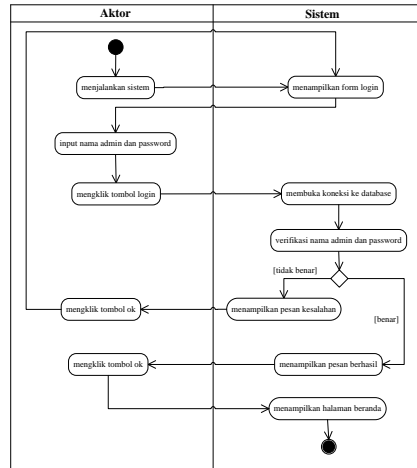 Aktor
Sistem
menjalankan sistem
menampilkan form login
input nama admin dan password
mengklik tombol login
membuka koneksi ke database
verifikasi nama admin dan password
[tidak benar]
mengklik tombol ok
menampilkan pesan kesalahan
[benar]
mengklik tombol ok
menampilkan pesan berhasil
menampilkan halaman beranda